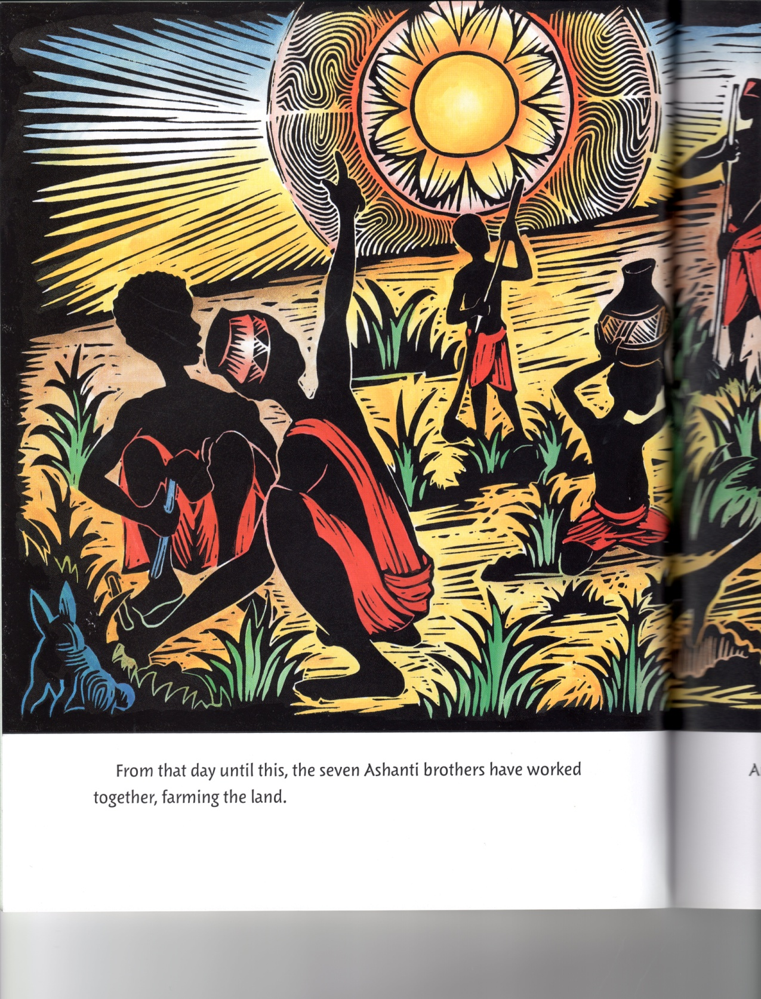 From that day until this, the seven Ashanti brothers have worked
together, farming the land.